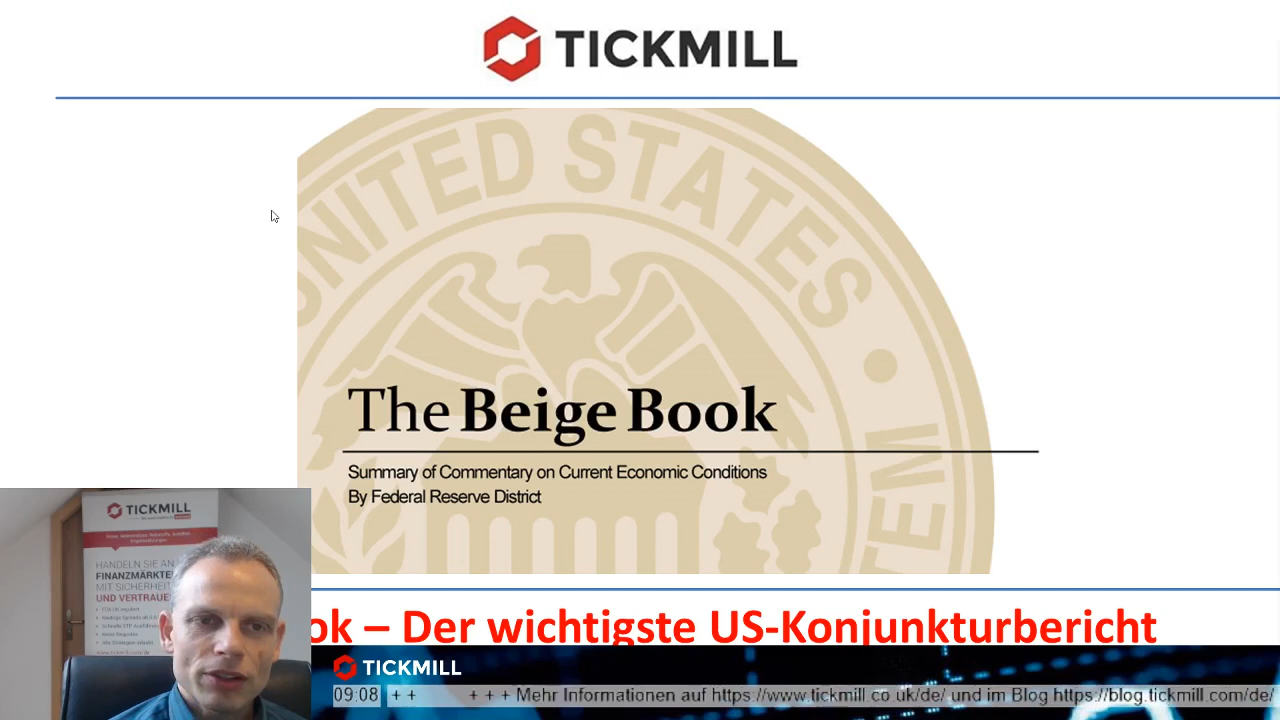 TICKMILL
UNITED STATES
The Beige Book
Summary of Commentary on Current Economic Conditions
By Federal Reserve District
TICKMILL
HANDELN SIE AN
FINANZMÄRKTE
MIT SICHERHEIT
UND VERTRAUE
ok – Der wichtigste US-Konjunkturbericht
TICKMILL
09:08 + + + + + Mehr Informationen auf https://www.tickmill.co.uk/de/ und im Blog https://blog.tickmill.com/de/